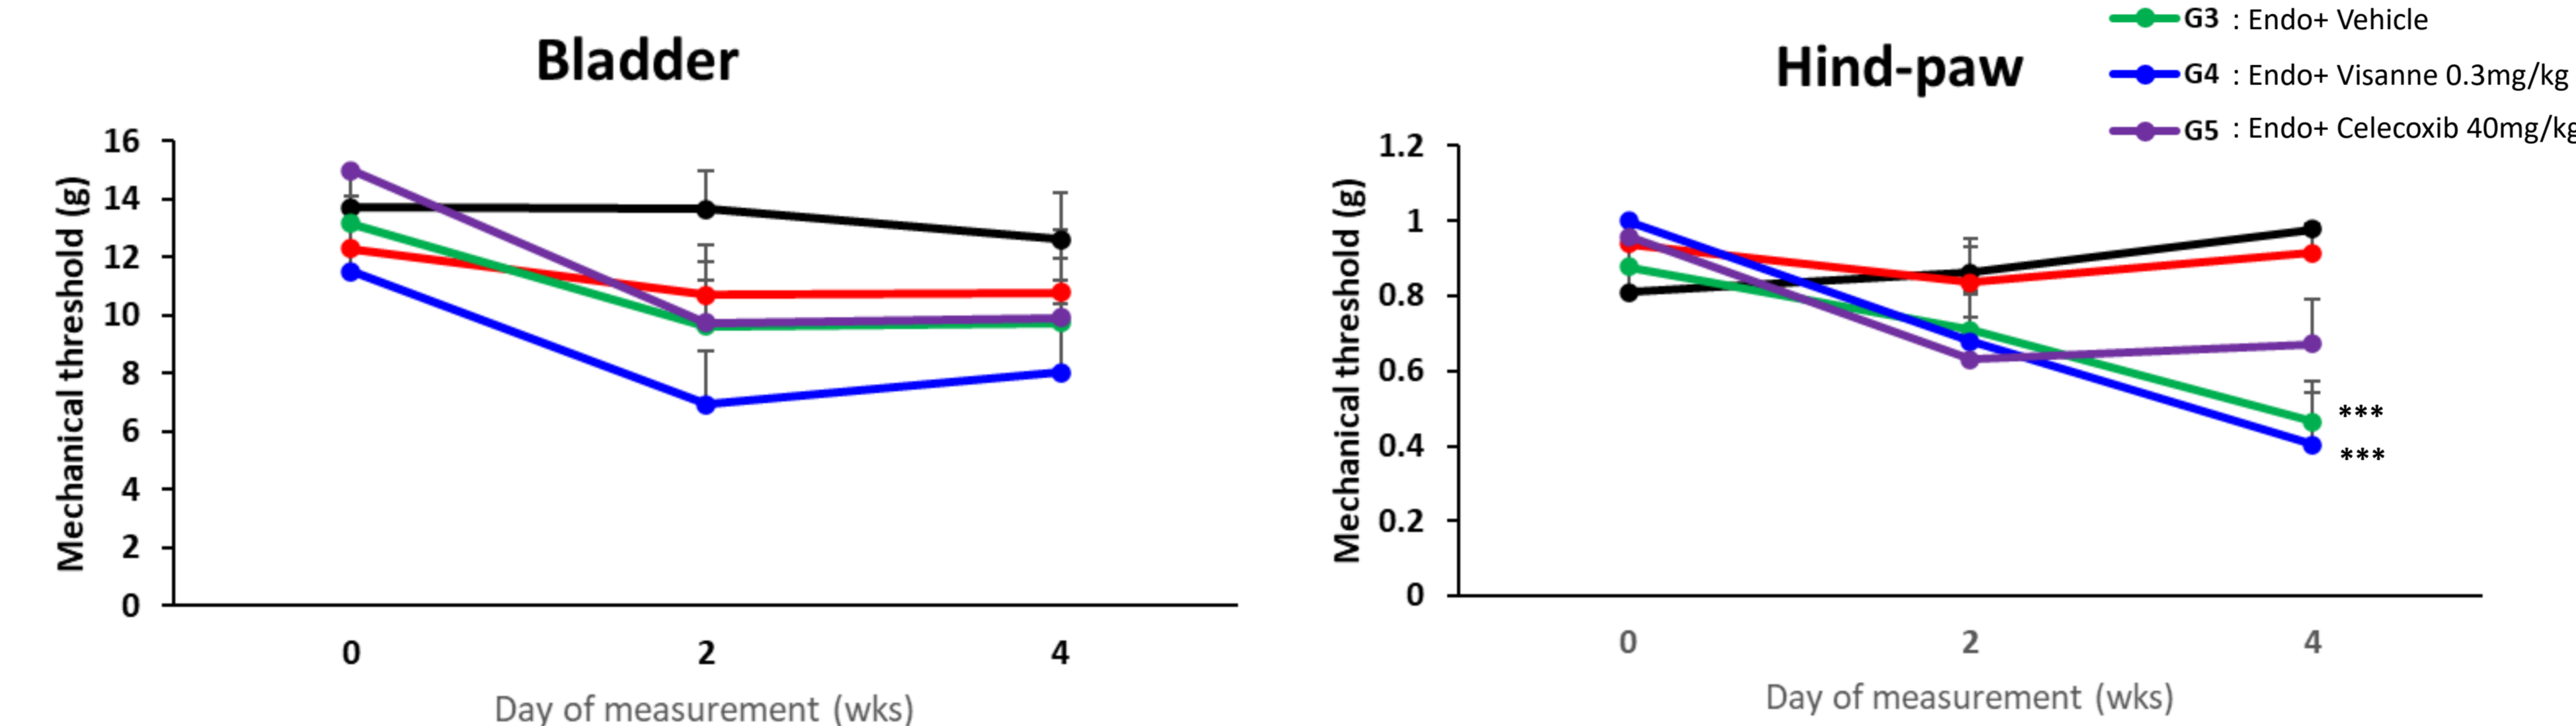 Bladder
Mechanical threshold (g)
16
14
12
10
8
6
4
2
0
0 2 4
Day of measurement (wks)
Hind-paw
G3 : Endo+ Vehicle
G4 : Endo+ Visanne 0.3mg/kg
G5 : Endo+ Celecoxib 40mg/kg
Mechanical threshold (g)
1.2
1
0.8
0.6
0.4
0.2
0
***
***
0 2 4
Day of measurement (wks)